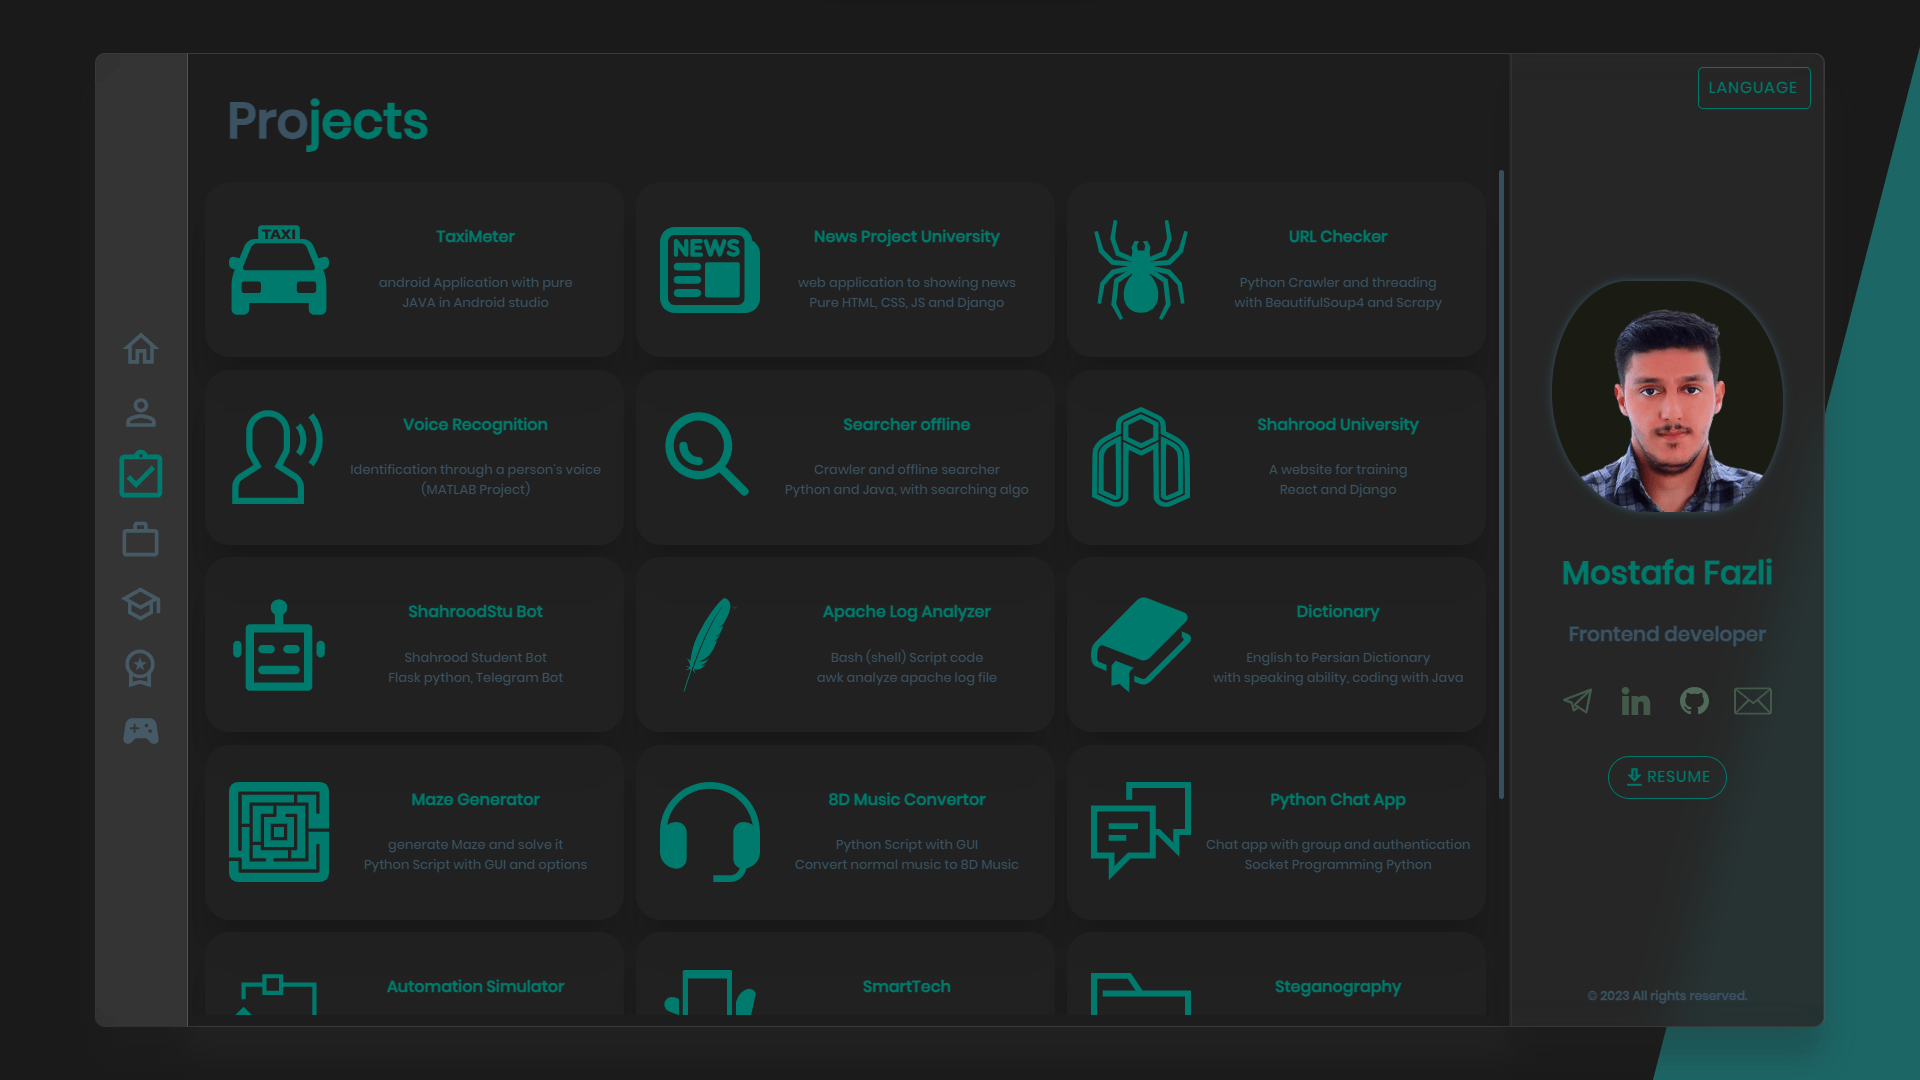 LANGUAGE
Projects
TAXI
TaxiMeter
android Application with pure
JAVA in Android studio
NEWS
News Project University
web application to showing news
Pure HTML, CSS, JS and Django
URL Checker
Python Crawler and threading
with BeautifulSoup4 and Scrapy
Voice Recognition
Identification through a person's voice
(MATLAB Project)
Searcher offline
Crawler and offline searcher
Python and Java, with searching algo
Shahrood University
A website for training
React and Django
ShahroodStu Bot
Shahrood Student Bot
Flask python, Telegram Bot
Apache Log Analyzer
Bash (shell) Script code
awk analyze apache log file
Dictionary
English to Persian Dictionary
with speaking ability, coding with Java
Maze Generator
generate Maze and solve it
Python Script with GUI and options
8D Music Convertor
Python Script with GUI
Convert normal music to 8D Music
Python Chat App
Chat app with group and authentication
Socket Programming Python
Automation Simulator
SmartTech
Steganography
Mostafa Fazli
Frontend developer
in
RESUME
© 2023 All rights reserved.